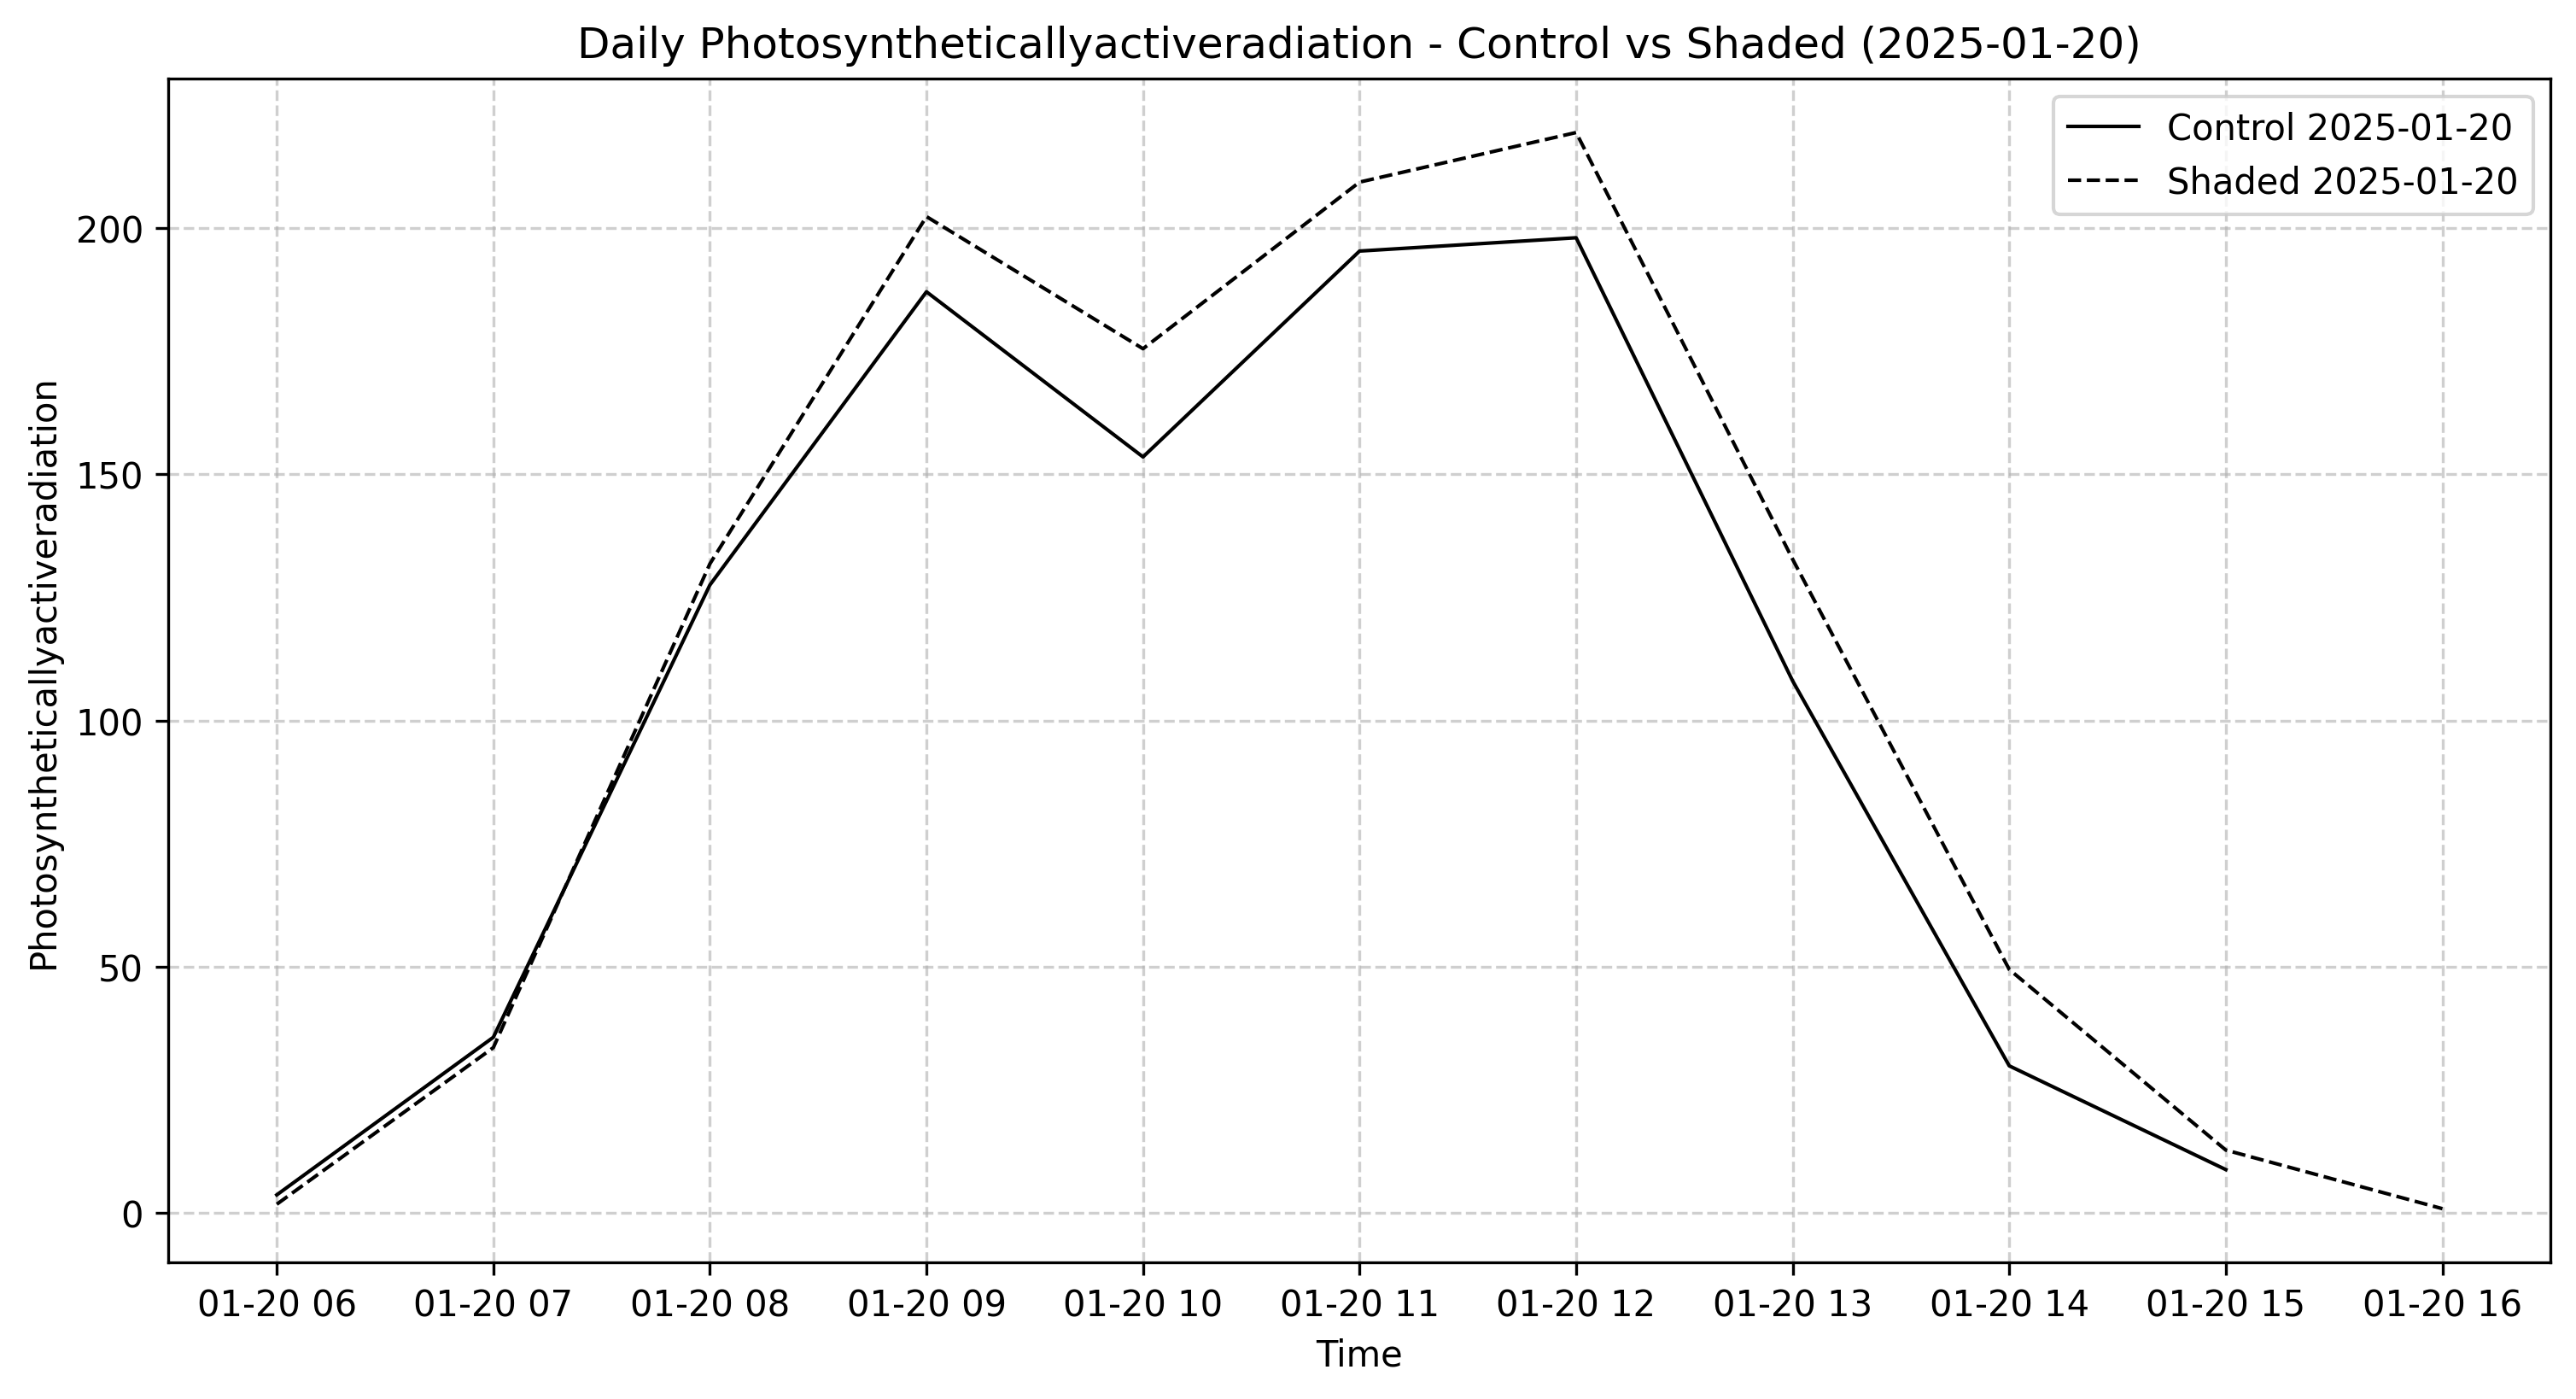 Daily Photosyntheticallyactiveradiation - Control vs Shaded (2025-01-20)
Control 2025-01-20
Shaded 2025-01-20
Photosyntheticallyactiveradiation
200
150
100
50
0
01-20 06 01-20 07 01-20 08 01-20 09 01-20 10 01-20 11 01-20 12 01-20 13 01-20 14 01-20 15 01-20 16
Time